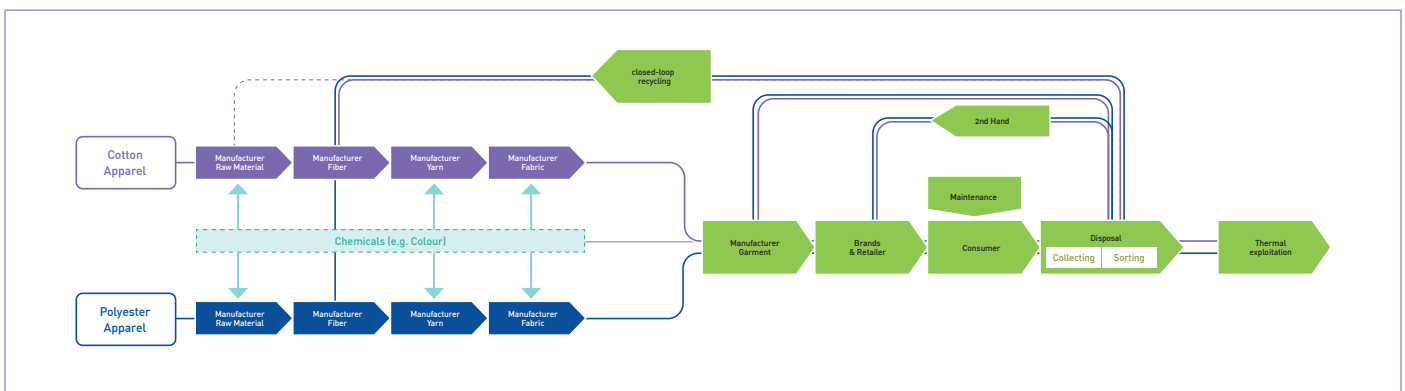 closed-loop
recycling
2nd Hand
Cotton
Apparel
Manufacturer
Raw Material
Manufacturer
Fiber
Manufacturer
Yarn
Manufacturer
Fabric
Maintenance
Chemicals (e.g. Colour)
Manufacturer
Garment
Brands
& Retailer
Consumer
Disposal
Collecting
Sorting
Thermal
exploitation
Polyester
Apparel
Manufacturer
Raw Material
Manufacturer
Fiber
Manufacturer
Yarn
Manufacturer
Fabric